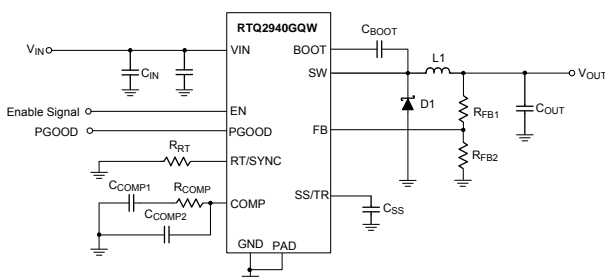 RTQ2940GQW
VIN
CIN
VIN
BOOT
CBOOT
SW
L1
VOUT
Enable Signal
EN
D1
RFB1
COUT
PGOOD
PGOOD
FB
RRT
RT/SYNC
RFB2
CCOMP1
RCOMP
COMP
SS/TR
CSS
CCOMP2
GND
PAD